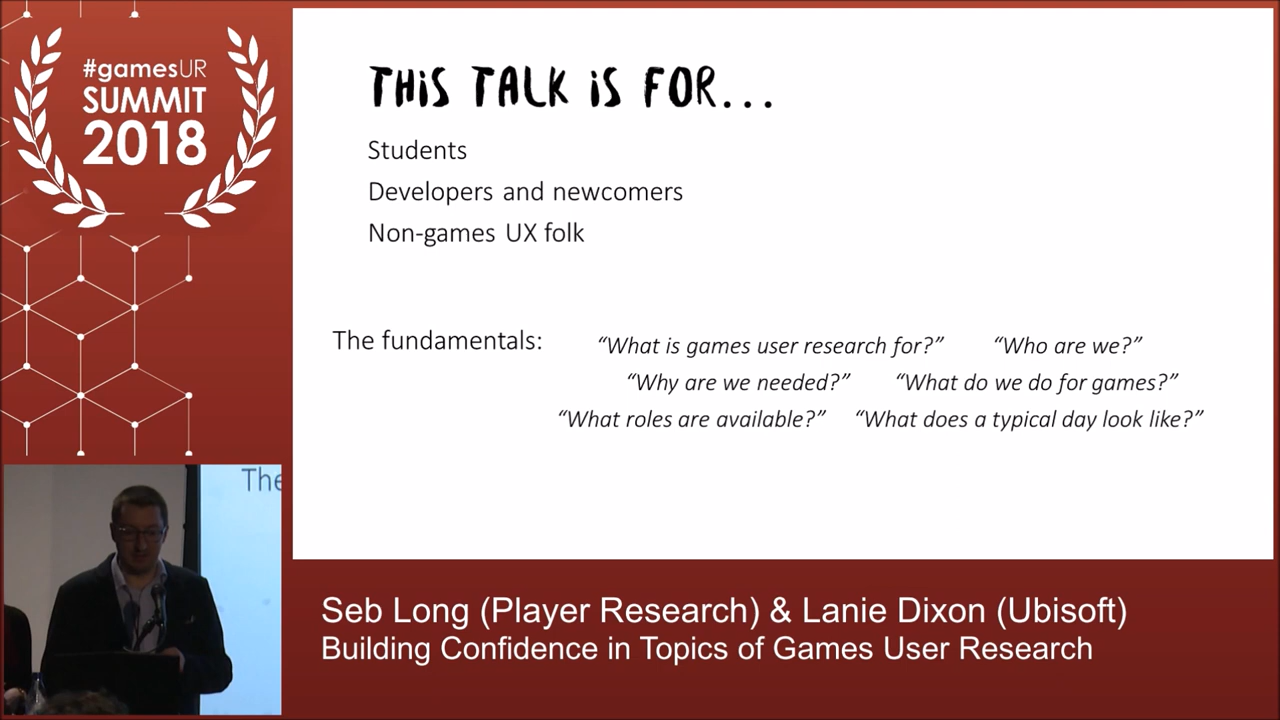 #gamesUR
SUMMIT
2018
THiS TALK iS FOR...
Students
Developers and newcomers
Non-games UX folk
The fundamentals:
“What is games user research for?” “Who are we?”
“Why are we needed?” “What do we do for games?”
“What roles are available?” “What does a typical day look like?”
The
Seb Long (Player Research) & Lanie Dixon (Ubisoft)
Building Confidence in Topics of Games User Research